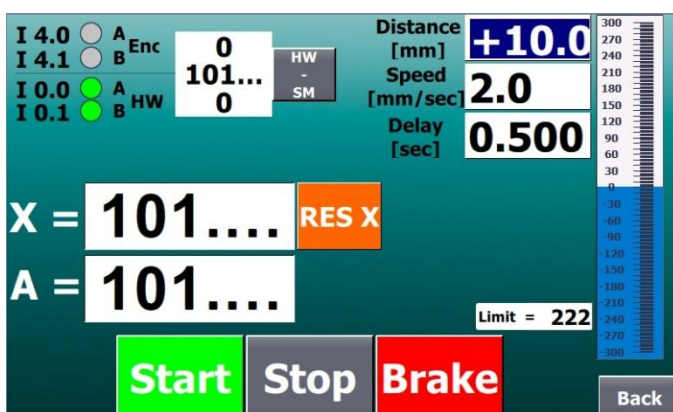 I 4.0 A
I 4.1 B
Enc
I 0.0 A
I 0.1 B
HW
0
101...
0
HW
-
SM
Distance
[mm]
+10.0
Speed
[mm/sec]
2.0
Delay
[sec]
0.500
300
270
240
210
180
150
120
90
60
30
0
-30
-60
-90
-120
-150
-180
-210
-240
-270
-300
X = 101.... RES X
A = 101....
Limit = 222
Start Stop Brake
Back